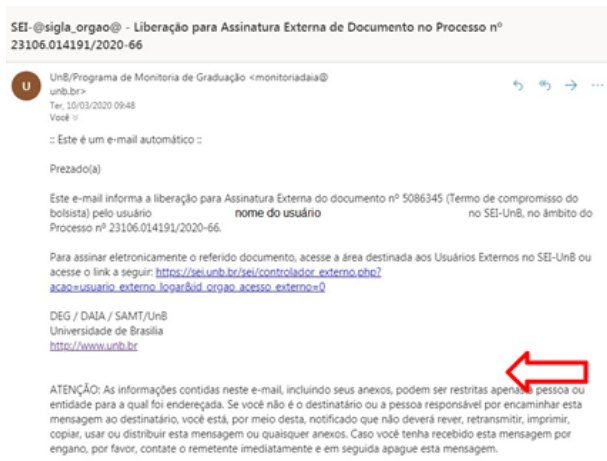 SEI-@sigla_orgao@ - Liberação para Assinatura Externa de Documento no Processo nº
23106.014191/2020-66
U
UnB/Programa de Monitoria de Graduação <monitoriadaia@
unb.br>
Ter, 10/03/2020 09:48
Você
:: Este é um e-mail automático ::
Prezado(a)
Este e-mail informa a liberação para Assinatura Externa do documento nº 5086345 (Termo de compromisso do
bolsista) pelo usuário nome do usuário no SEI-UnB, no âmbito do
Processo nº 23106.014191/2020-66.
Para assinar eletronicamente o referido documento, acesse a área destinada aos Usuários Externos no SEI-UnB ou
acesse o link a seguir: https://sei.unb.br/sei/controlador_externo.php?
acao=usuario_externo_logar&id_orgao_acesso_externo=0
DEG / DAIA / SAMT/UnB
Universidade de Brasilia
http://www.unb.br
ATENÇÃO: As informações contidas neste e-mail, incluindo seus anexos, podem ser restritas apenas à pessoa ou
entidade para a qual foi endereçada. Se você não é o destinatário ou a pessoa responsável por encaminhar esta
mensagem ao destinatário, você está, por meio desta, notificado que não deverá rever, retransmitir, imprimir,
copiar, usar ou distribuir esta mensagem ou quaisquer anexos. Caso você tenha recebido esta mensagem por
engano, por favor, contate o remetente imediatamente e em seguida apague esta mensagem.